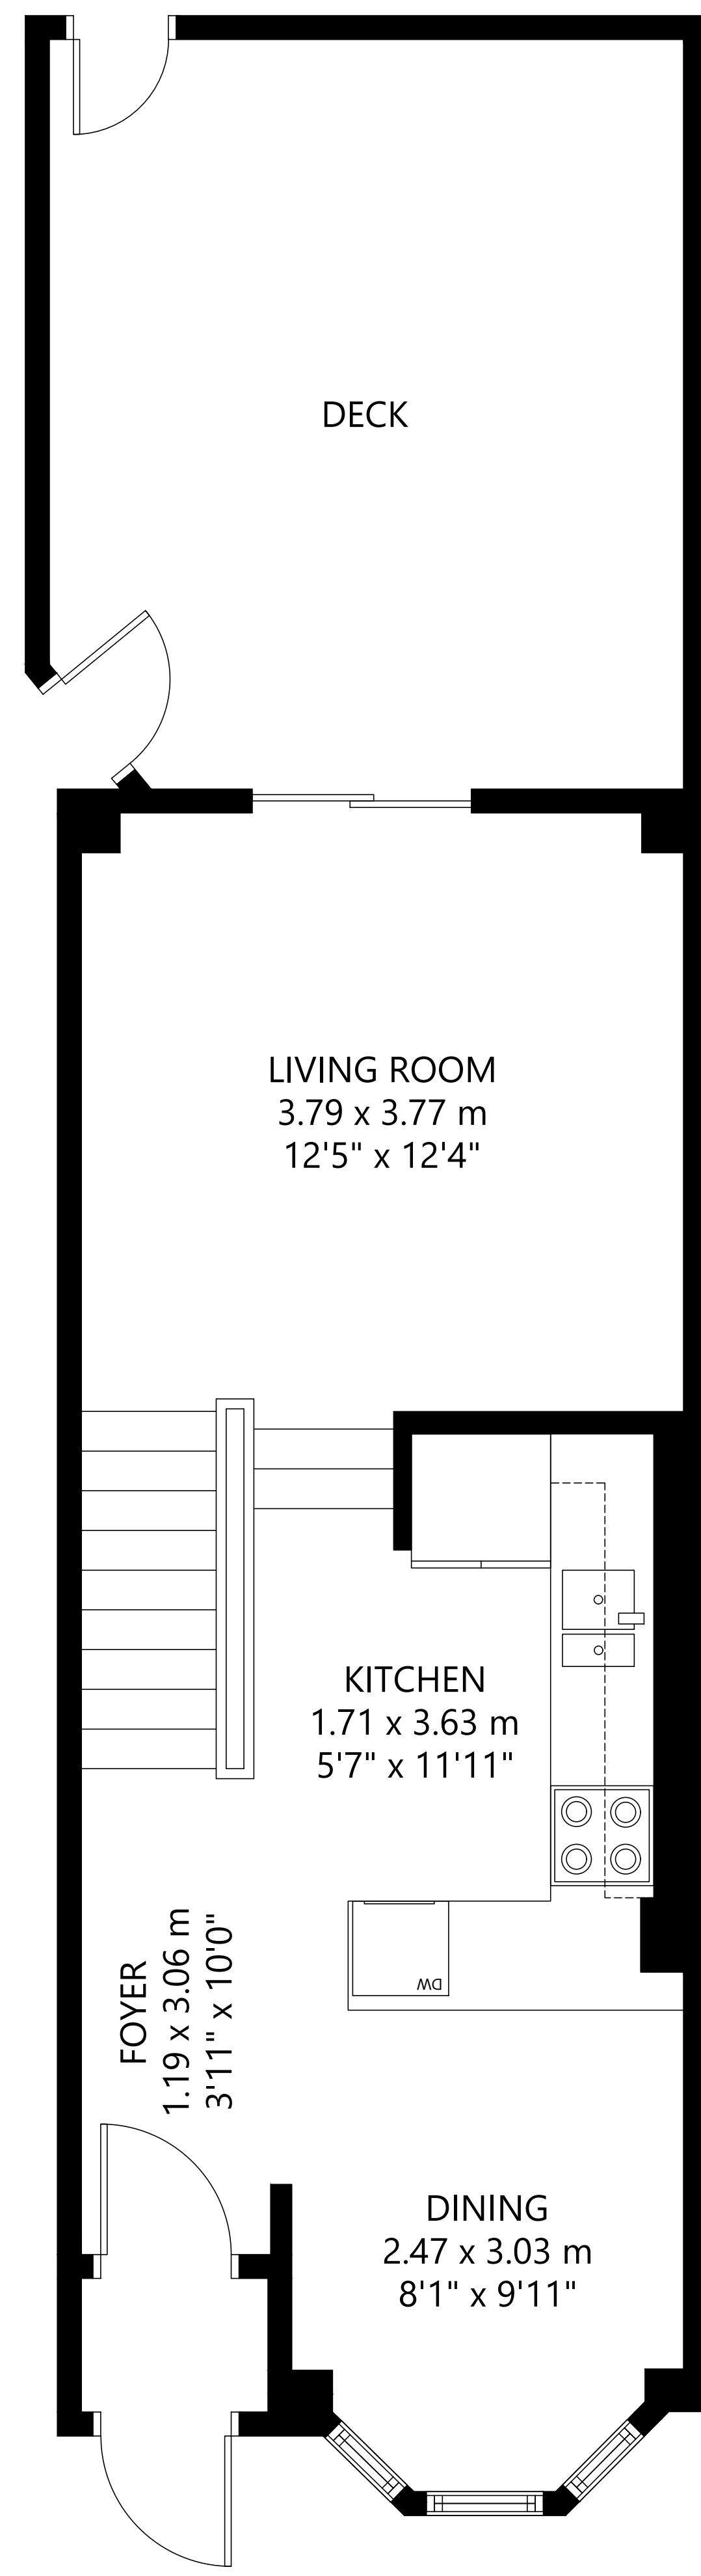 DECK
LIVING ROOM
3.79 x 3.77 m
12'5" x 12'4"
KITCHEN
1.71 x 3.63 m
5'7" x 11'11"
DW
FOYER
1.19 x 3.06 m
3'11" x 10'0"
DINING
2.47 x 3.03 m
8'1" x 9'11"